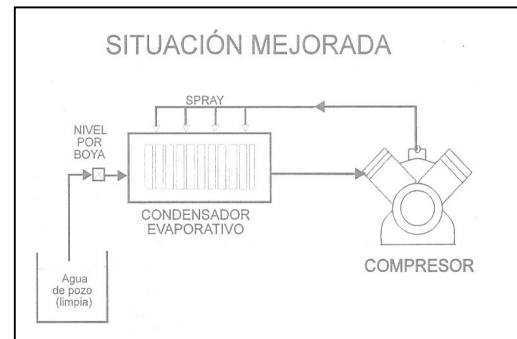 SITUACIÓN MEJORADA
SPRAY
NIVEL
POR
BOYA
CONDENSADOR
EVAPORATIVO
COMPRESOR
Agua
de pozo
(limpia)